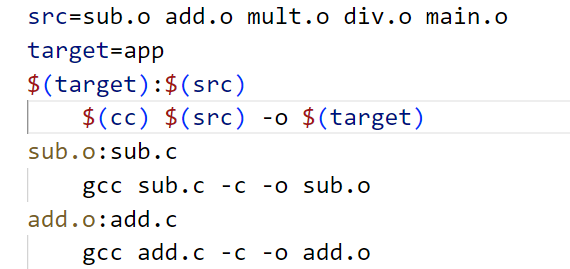 src=sub.o add.o mult.o div.o main.o
target=app
$(target):$(src)
    $(cc) $(src) -o $(target)
sub.o:sub.c
    gcc sub.c -c -o sub.o
add.o:add.c
    gcc add.c -c -o add.o